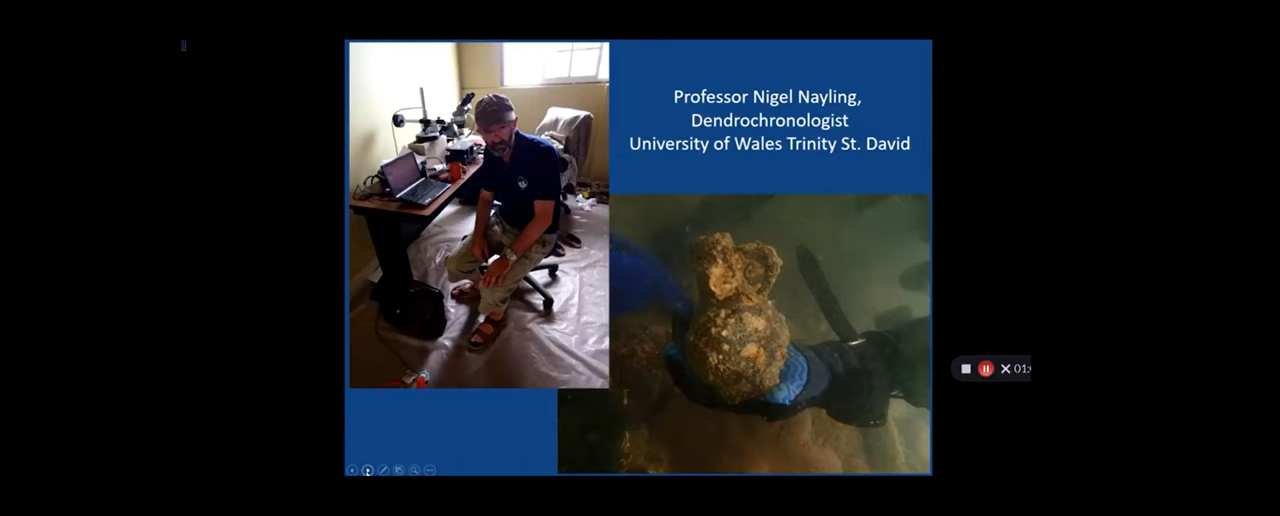 Professor Nigel Nayling,
Dendrochronologist
University of Wales Trinity St. David